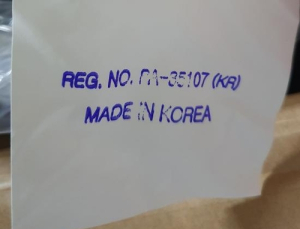 REG. NO. PA-35107 (KR)
MADE IN KOREA